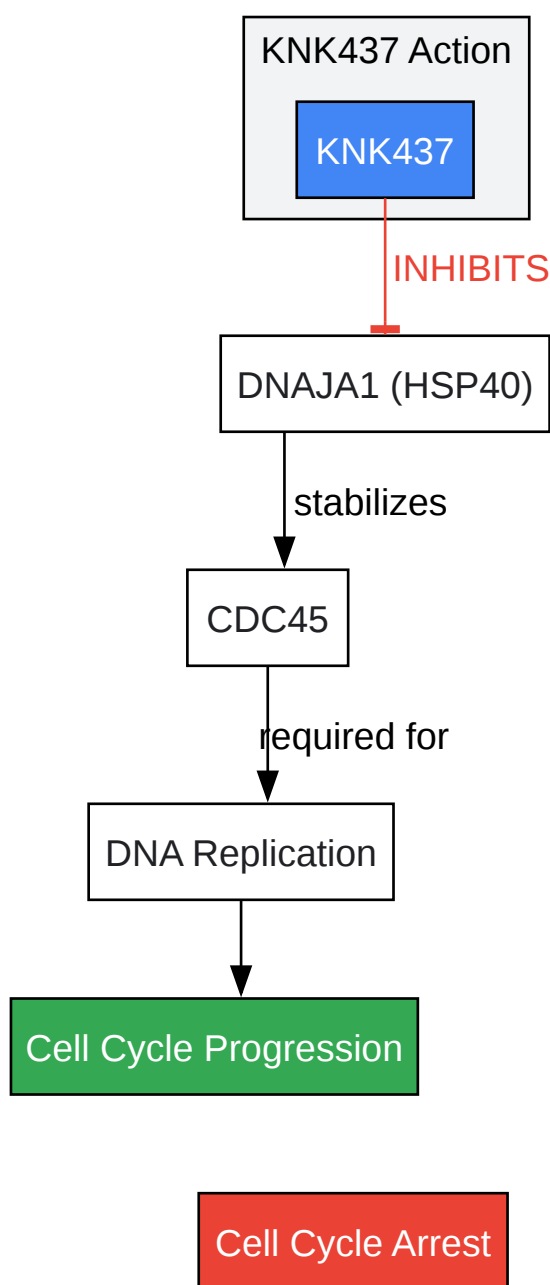 KNK437 Action
KNK437
INHIBITS
DNAJA1 (HSP40)
stabilizes
CDC45
required for
DNA Replication
Cell Cycle Progression
Cell Cycle Arrest